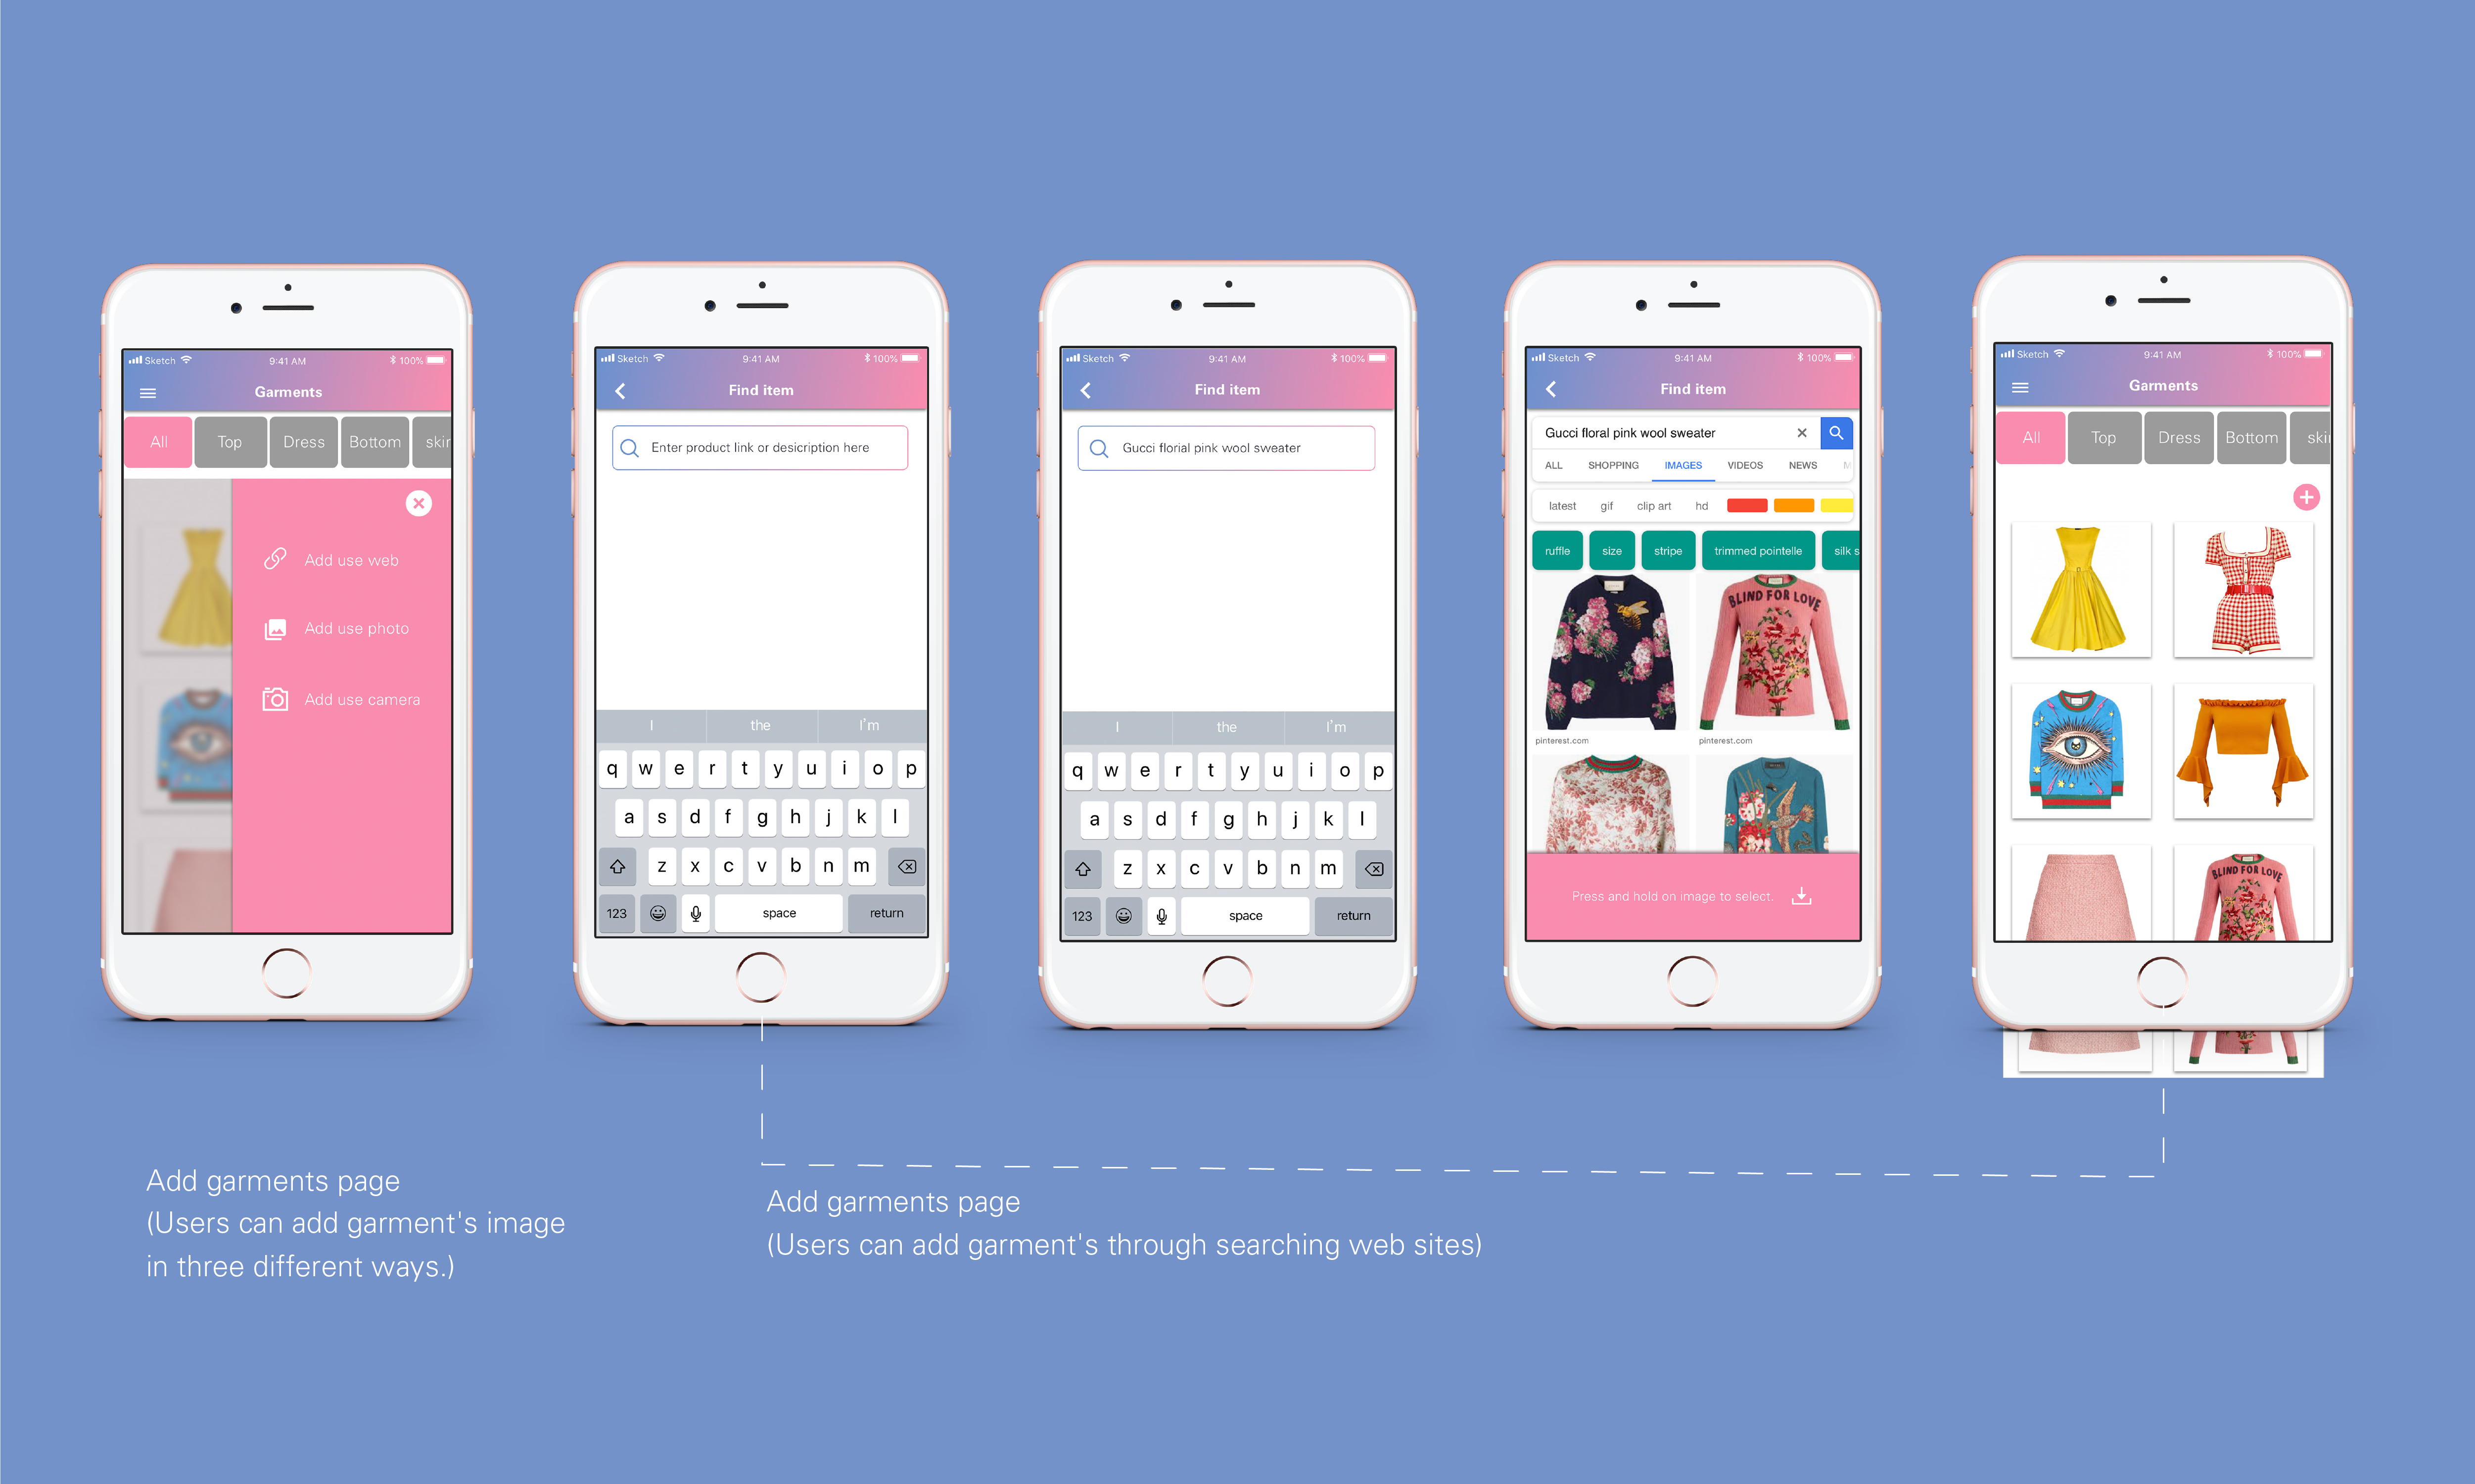 Sketch 9:41 AM 100%
Garments
All Top Dress Bottom skir
Add use web
Add use photo
Add use camera
Sketch 9:41 AM 100%
Find item
Enter product link or desicription here
I the I'm
q w e r t y u i o p
a s d f g h j k l
z x c v b n m
123 space return
Sketch 9:41 AM 100%
Find item
Gucci florial pink wool sweater
I the I'm
q w e r t y u i o p
a s d f g h j k l
z x c v b n m
123 space return
Sketch 9:41 AM 100%
Find item
Gucci floral pink wool sweater
ALL SHOPPING IMAGES VIDEOS NEWS M
latest gif clip art hd
ruffle size stripe trimmed pointelle silk s
BLIND FOR LOVE
pinterest.com pinterest.com
Press and hold on image to select.
Sketch 9:41 AM 100%
Garments
All Top Dress Bottom ski
BLIND FOR LOVE
Add garments page
(Users can add garment's image
in three different ways.)
Add garments page
(Users can add garment's through searching web sites)